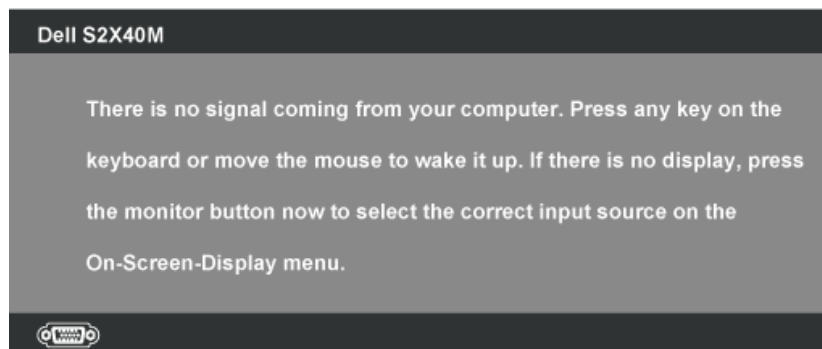 Dell S2X40M
There is no signal coming from your computer. Press any key on the
keyboard or move the mouse to wake it up. If there is no display, press
the monitor button now to select the correct input source on the
On-Screen-Display menu.